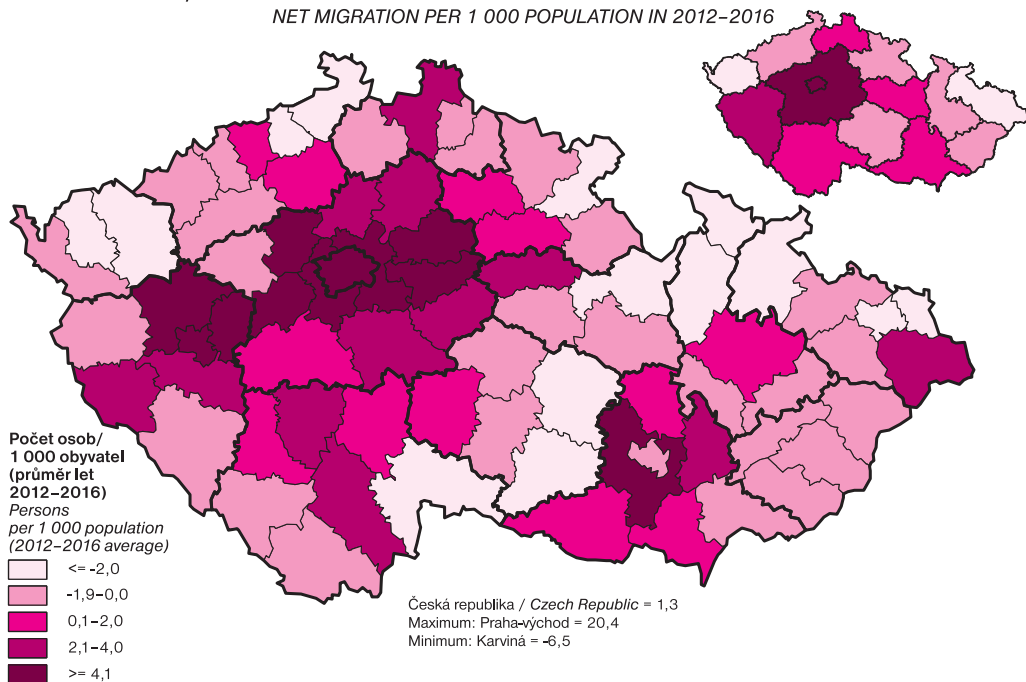 NET MIGRATION PER 1 000 POPULATION IN 2012–2016
Počet osob/
1 000 obyvatel
(průměr let
2012–2016)
Persons
per 1 000 population
(2012–2016 average)
<= -2,0
-1,9–0,0
0,1–2,0
2,1–4,0
>= 4,1
Česká republika / Czech Republic = 1,3
Maximum: Praha-východ = 20,4
Minimum: Karviná = -6,5